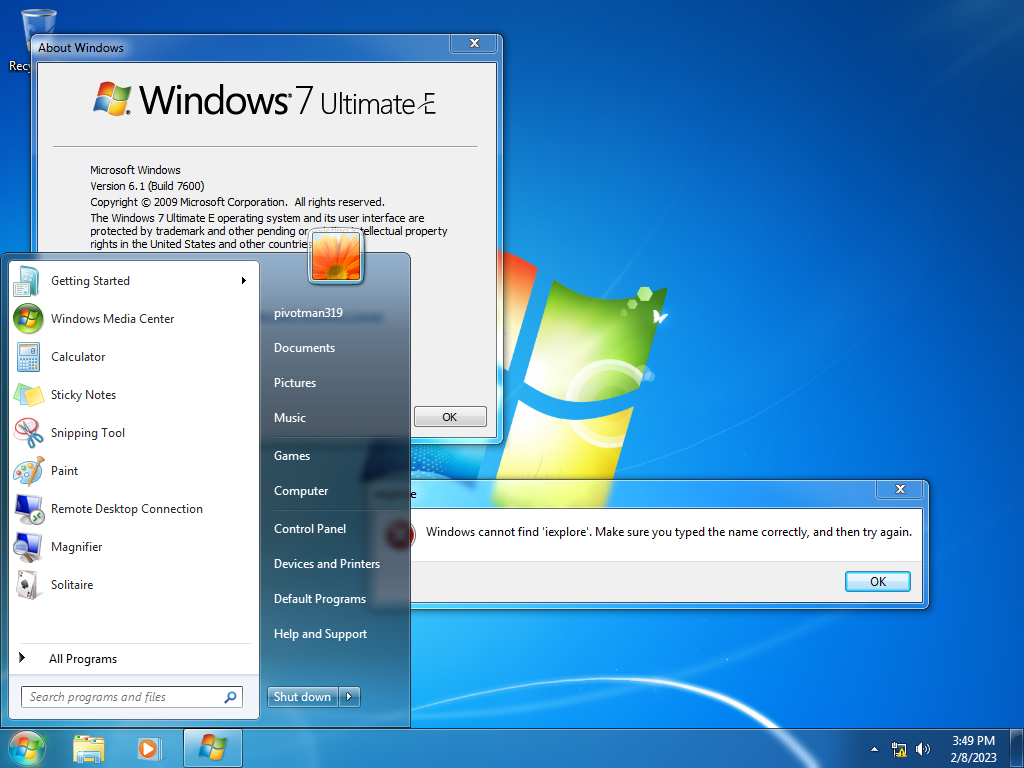 Recy
About Windows
Windows 7 Ultimate E
Microsoft Windows
Version 6.1 (Build 7600)
Copyright © 2009 Microsoft Corporation. All rights reserved.
The Windows 7 Ultimate E operating system and its user interface are
protected by trademark and other pending or existing intellectual property
rights in the United States and other countries
OK
Getting Started
Windows Media Center
Calculator
Sticky Notes
Snipping Tool
Paint
Remote Desktop Connection
Magnifier
Solitaire
All Programs
Search programs and files
pivotman319
Documents
Pictures
Music
Games
Computer
Control Panel
Devices and Printers
Default Programs
Help and Support
Shut down
Windows cannot find 'iexplore'. Make sure you typed the name correctly, and then try again.
OK
3:49 PM
2/8/2023